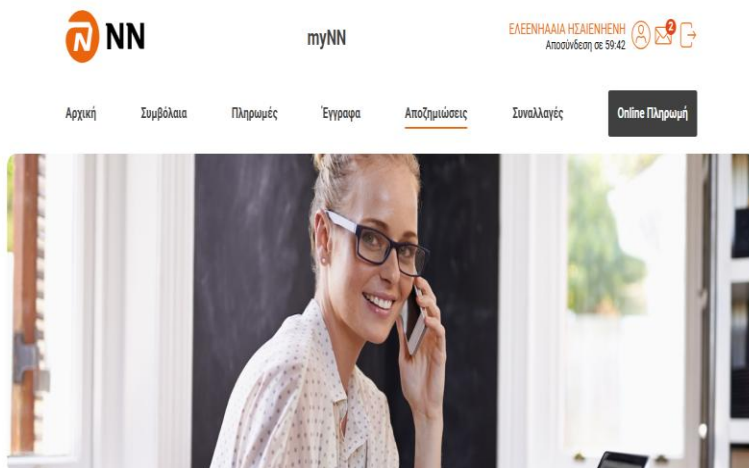 NN
myNN
ΕΛΕΕΝΗΑΑΙΑ ΗΣΑΙΕΝΗΕΝΗ
Αποσύνδεση σε 59:42
2
Αρχική Συμβόλαια Πληρωμές Έγγραφα Αποζημιώσεις Συναλλαγές Online Πληρωμή